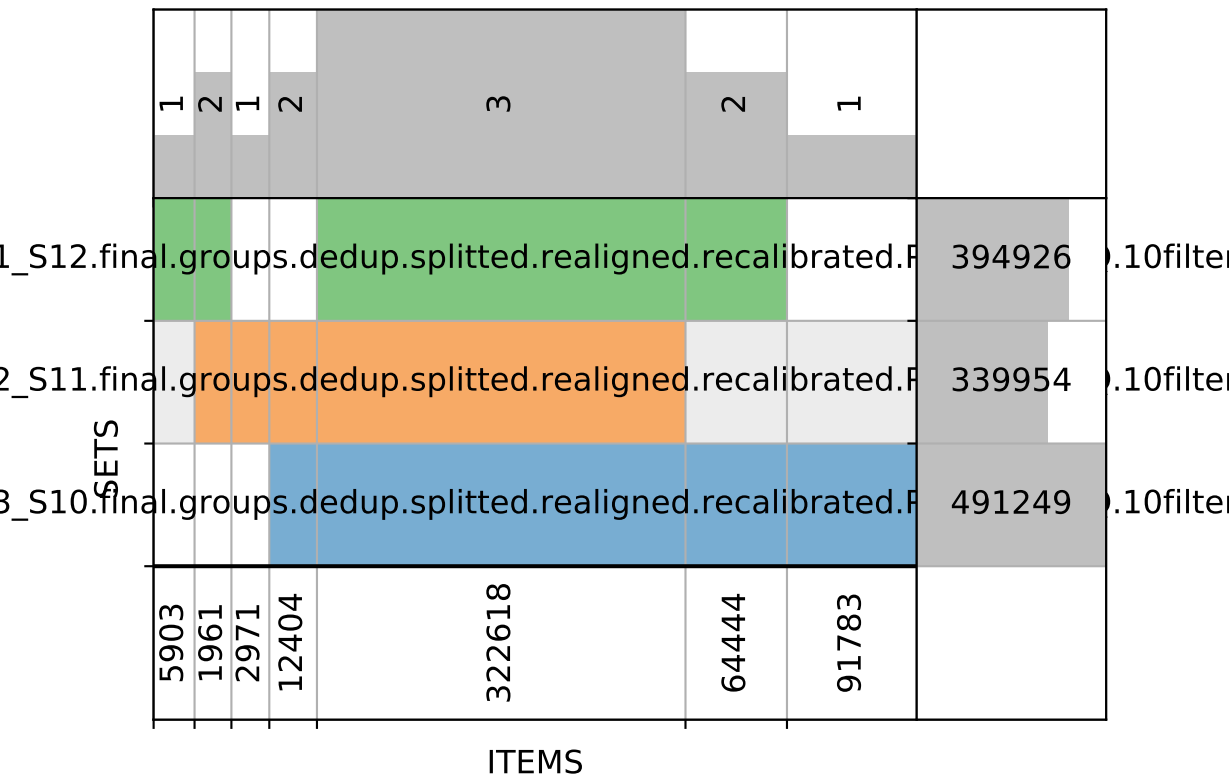 1 2 1 2 3 2 1
1_S12.final.groups.dedup.splitted.realigned.recalibrated. 394926 .10filter
2_S11.final.groups.dedup.splitted.realigned.recalibrated. 339954 .10filter
3_S10.final.groups.dedup.splitted.realigned.recalibrated. 491249 .10filter
SETS
5903 1961 2971 12404 322618 64444 91783
ITEMS